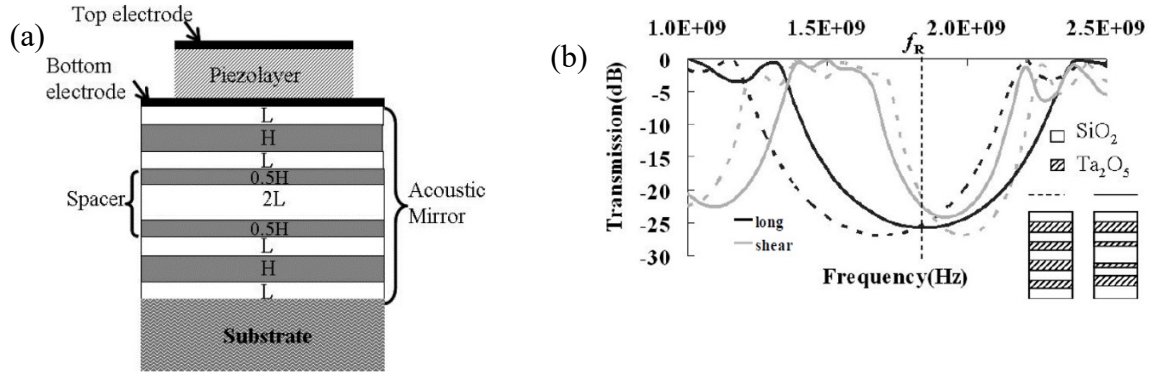 (a)
Top electrode
Bottom
electrode
Piezolayer
L
H
L
0.5H
2L
0.5H
L
H
L
Spacer
Acoustic
Mirror
Substrate
(b)
1.0E+09 1.5E+09 2.0E+09 2.5E+09
f_R
Transmission(dB)
0
-5
-10
-15
-20
-25
-30
long
shear
Frequency(Hz)
SiO₂
Ta₂O₅